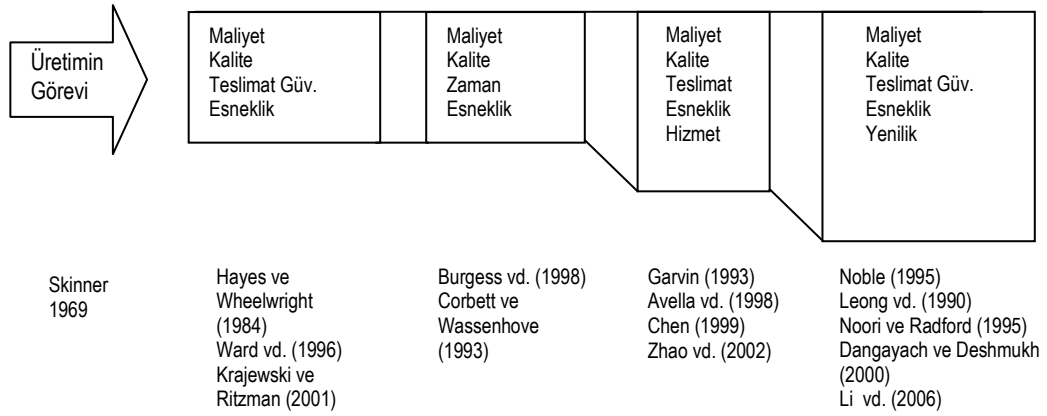 Üretimin
Görevi
Maliyet
Kalite
Teslimat Güv.
Esneklik
Maliyet
Kalite
Zaman
Esneklik
Maliyet
Kalite
Teslimat
Esneklik
Hizmet
Maliyet
Kalite
Teslimat Güv.
Esneklik
Yenilik
Skinner
1969
Hayes ve
Wheelwright
(1984)
Ward vd. (1996)
Krajewski ve
Ritzman (2001)
Burgess vd. (1998)
Corbett ve
Wassenhove
(1993)
Garvin (1993)
Avella vd. (1998)
Chen (1999)
Zhao vd. (2002)
Noble (1995)
Leong vd. (1990)
Noori ve Radford (1995)
Dangayach ve Deshmukh
(2000)
Li vd. (2006)